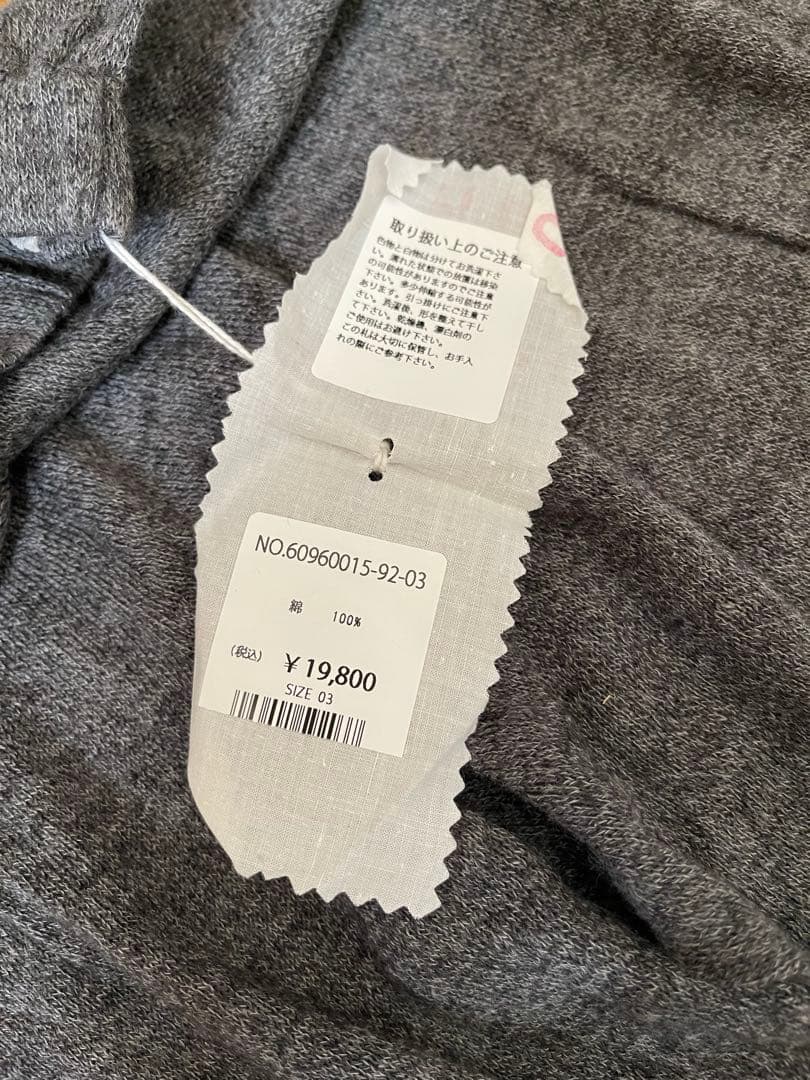 取り扱い上のご注意
色物と白物は分けてお洗濯下さ
い。濡れた状態での放置は移染
の可能性がありますのでご注意
下さい。多少伸縮する可能性が
あります。引っ掛けにご注意下
さい。洗濯後、形を整えて干し
て下さい。乾燥機、漂白剤の
ご使用はお避け下さい。
この札は大切に保管し、お手入
れの際にご参考下さい。
NO.60960015-92-03
綿 100%
(税込) ¥19,800
SIZE 03